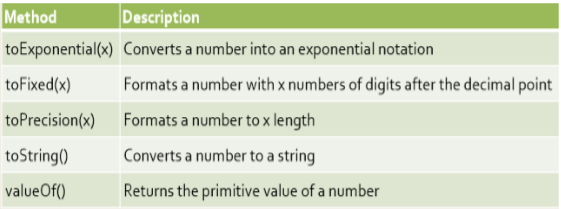 Method Description
toExponential(x) Converts a number into an exponential notation
toFixed(x) Formats a number with x numbers of digits after the decimal point
toPrecision(x) Formats a number to x length
toString() Converts a number to a string
valueOf() Returns the primitive value of a number